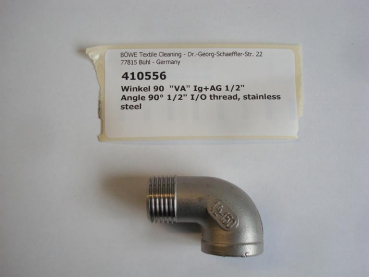 BÖWE Textile Cleaning - Dr.-Georg-Schaeffler-Str. 22
77815 Bühl - Germany
410556
Winkel 90 "VA" Ig+AG 1/2"
Angle 90° 1/2" I/O thread, stainless
steel